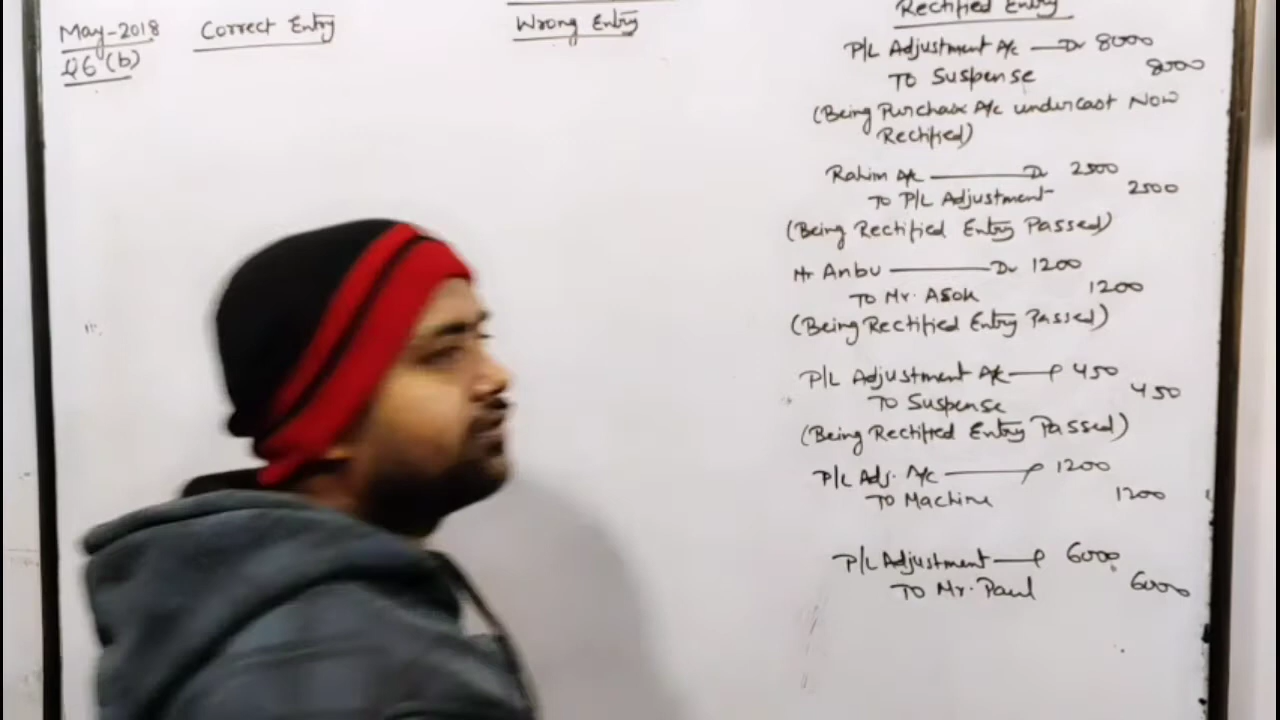 May-2018
Q6 (b)
Correct Entry
Wrong Entry
Rectified Entry
P/L Adjustment A/c — Dr 8000
To Suspense 8000
(Being Purchase A/c undercast Now
Rectified)
Rahim A/c — Dr 2500
To P/L Adjustment 2500
(Being Rectified Entry Passed)
Mr Anbu — Dr 1200
To Mr. Asok 1200
(Being Rectified Entry Passed)
P/L Adjustment A/c — 450
To Suspense 450
(Being Rectified Entry Passed)
P/L Adj. A/c — 1200
To Machine 1200
P/L Adjustment — 6000
To Mr. Paul 6000